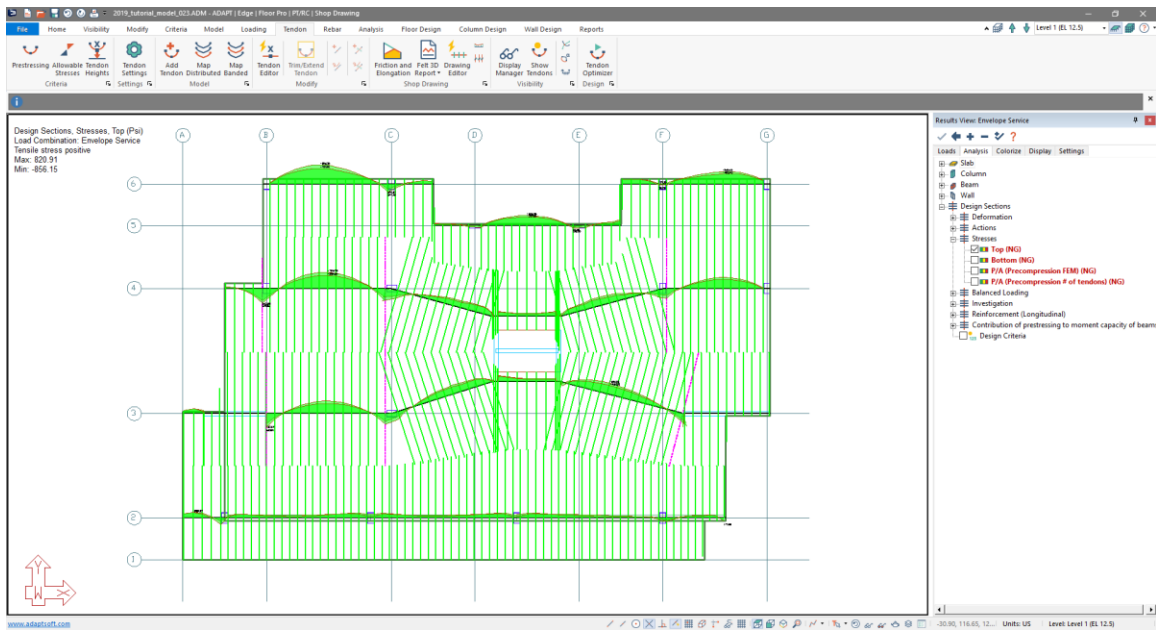 2019_tutorial_model_023.ADM - ADAPT | Edge | Floor Pro | PT/RC | Shop Drawing
File Home Visibility Modify Criteria Model Loading Tendon Rebar Analysis Floor Design Column Design Wall Design Reports
Level 1 (EL 12.5)
Prestressing Allowable Stresses Tendon Heights Tendon Settings Add Tendon Map Distributed Map Banded Tendon Editor Trim/Extend Tendon Friction and Elongation Felt 3D Report Drawing Editor Display Manager Show Tendons Tendon Optimizer
Criteria Settings Model Modify Shop Drawing Visibility Design
Design Sections, Stresses, Top (Psi)
Load Combination: Envelope Service
Tensile stress positive
Max: 820.91
Min: -856.15
A B C D E F G
6
5
4
3
2
1
Y
W X
Results View: Envelope Service
Loads Analysis Colorize Display Settings
Slab
Column
Beam
Wall
Design Sections
Deformation
Actions
Stresses
Top (NG)
Bottom (NG)
P/A (Precompression FEM) (NG)
P/A (Precompression # of tendons) (NG)
Balanced Loading
Investigation
Reinforcement (Longitudinal)
Contribution of prestressing to moment capacity of beam
Design Criteria
www.adaptsoft.com
-30.90, 116.65, 12... Units: US Level: Level 1 (EL 12.5)